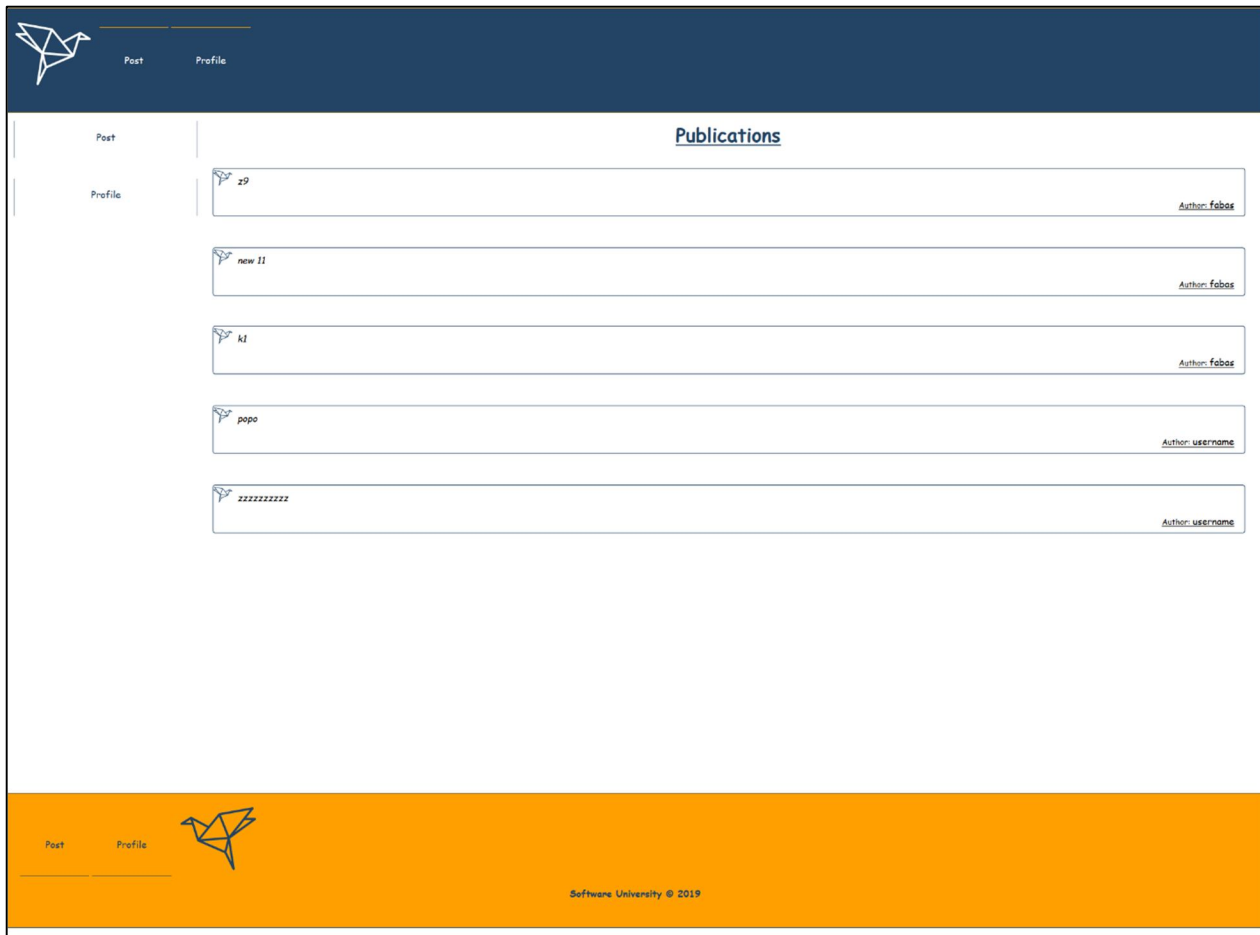 Post Profile
Post
Publications
Profile
z9
Author: fabas
new 11
Author: fabas
k1
Author: fabas
popo
Author: username
zzzzzzzzzz
Author: username
Post Profile
Software University © 2019